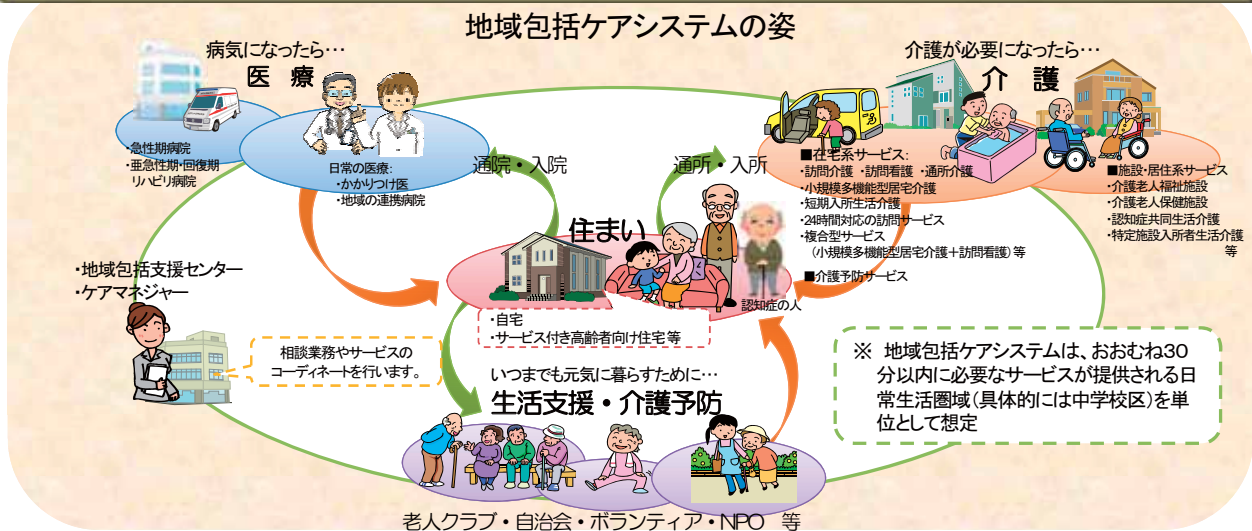 地域包括ケアシステムの姿
病気になったら…
医 療
・急性期病院
・亜急性期・回復期
リハビリ病院
日常の医療：
・かかりつけ医
・地域の連携病院
介護が必要になったら…
介 護
■在宅系サービス：
・訪問介護 ・訪問看護 ・通所介護
・小規模多機能型居宅介護
・短期入所生活介護
・24時間対応の訪問サービス
・複合型サービス
（小規模多機能型居宅介護＋訪問看護）等
■介護予防サービス
■施設・居住系サービス
・介護老人福祉施設
・介護老人保健施設
・認知症共同生活介護
・特定施設入所者生活介護
等
通院・入院
通所・入所
住まい
・自宅
・サービス付き高齢者向け住宅等
認知症の人
・地域包括支援センター
・ケアマネジャー
相談業務やサービスの
コーディネートを行います。
いつまでも元気に暮らすために…
生活支援・介護予防
老人クラブ・自治会・ボランティア・NPO 等
※ 地域包括ケアシステムは、おおむね30
分以内に必要なサービスが提供される日
常生活圏域（具体的には中学校区）を単
位として想定